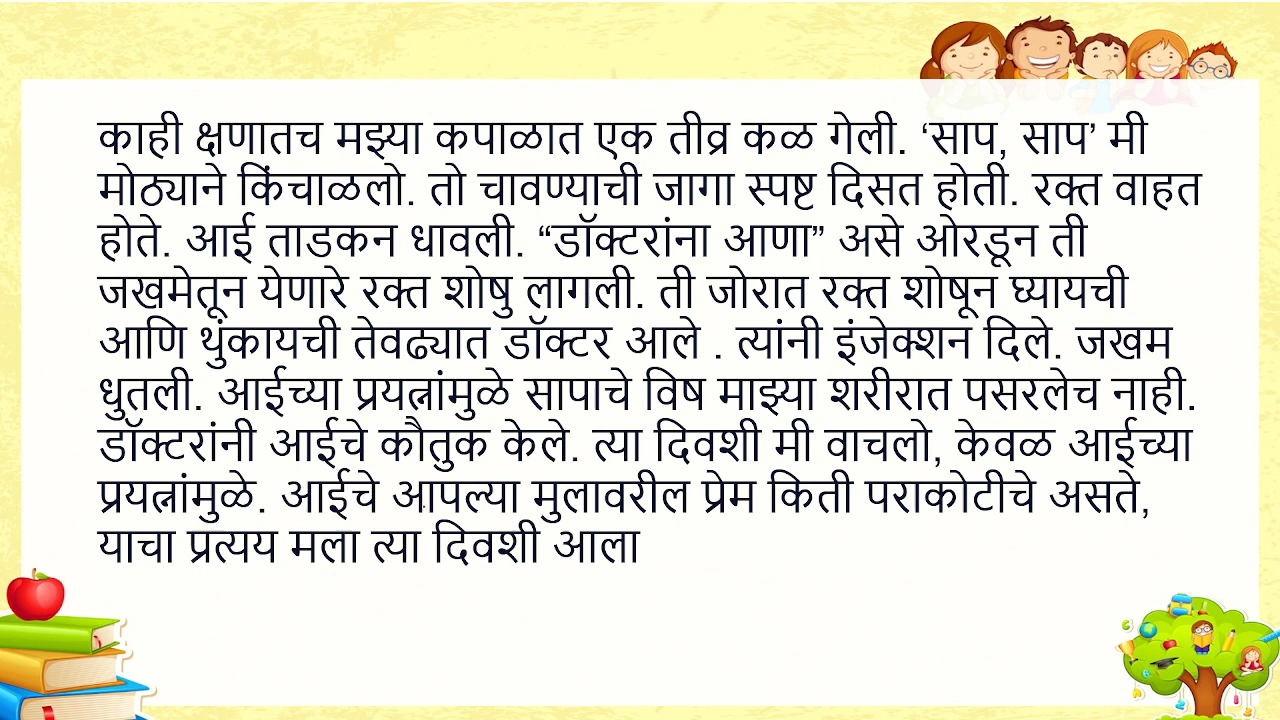 काही क्षणातच मझ्या कपाळात एक तीव्र कळ गेली. ‘साप, साप’ मी
मोठ्याने किंचाळलो. तो चावण्याची जागा स्पष्ट दिसत होती. रक्त वाहत
होते. आई ताडकन धावली. “डॉक्टरांना आणा” असे ओरडून ती
जखमेतून येणारे रक्त शोषु लागली. ती जोरात रक्त शोषून घ्यायची
आणि थुंकायची तेवढ्यात डॉक्टर आले . त्यांनी इंजेक्शन दिले. जखम
धुतली. आईच्या प्रयत्नांमुळे सापाचे विष माझ्या शरीरात पसरलेच नाही.
डॉक्टरांनी आईचे कौतुक केले. त्या दिवशी मी वाचलो, केवळ आईच्या
प्रयत्नांमुळे. आईचे आपल्या मुलावरील प्रेम किती पराकोटीचे असते,
याचा प्रत्यय मला त्या दिवशी आला